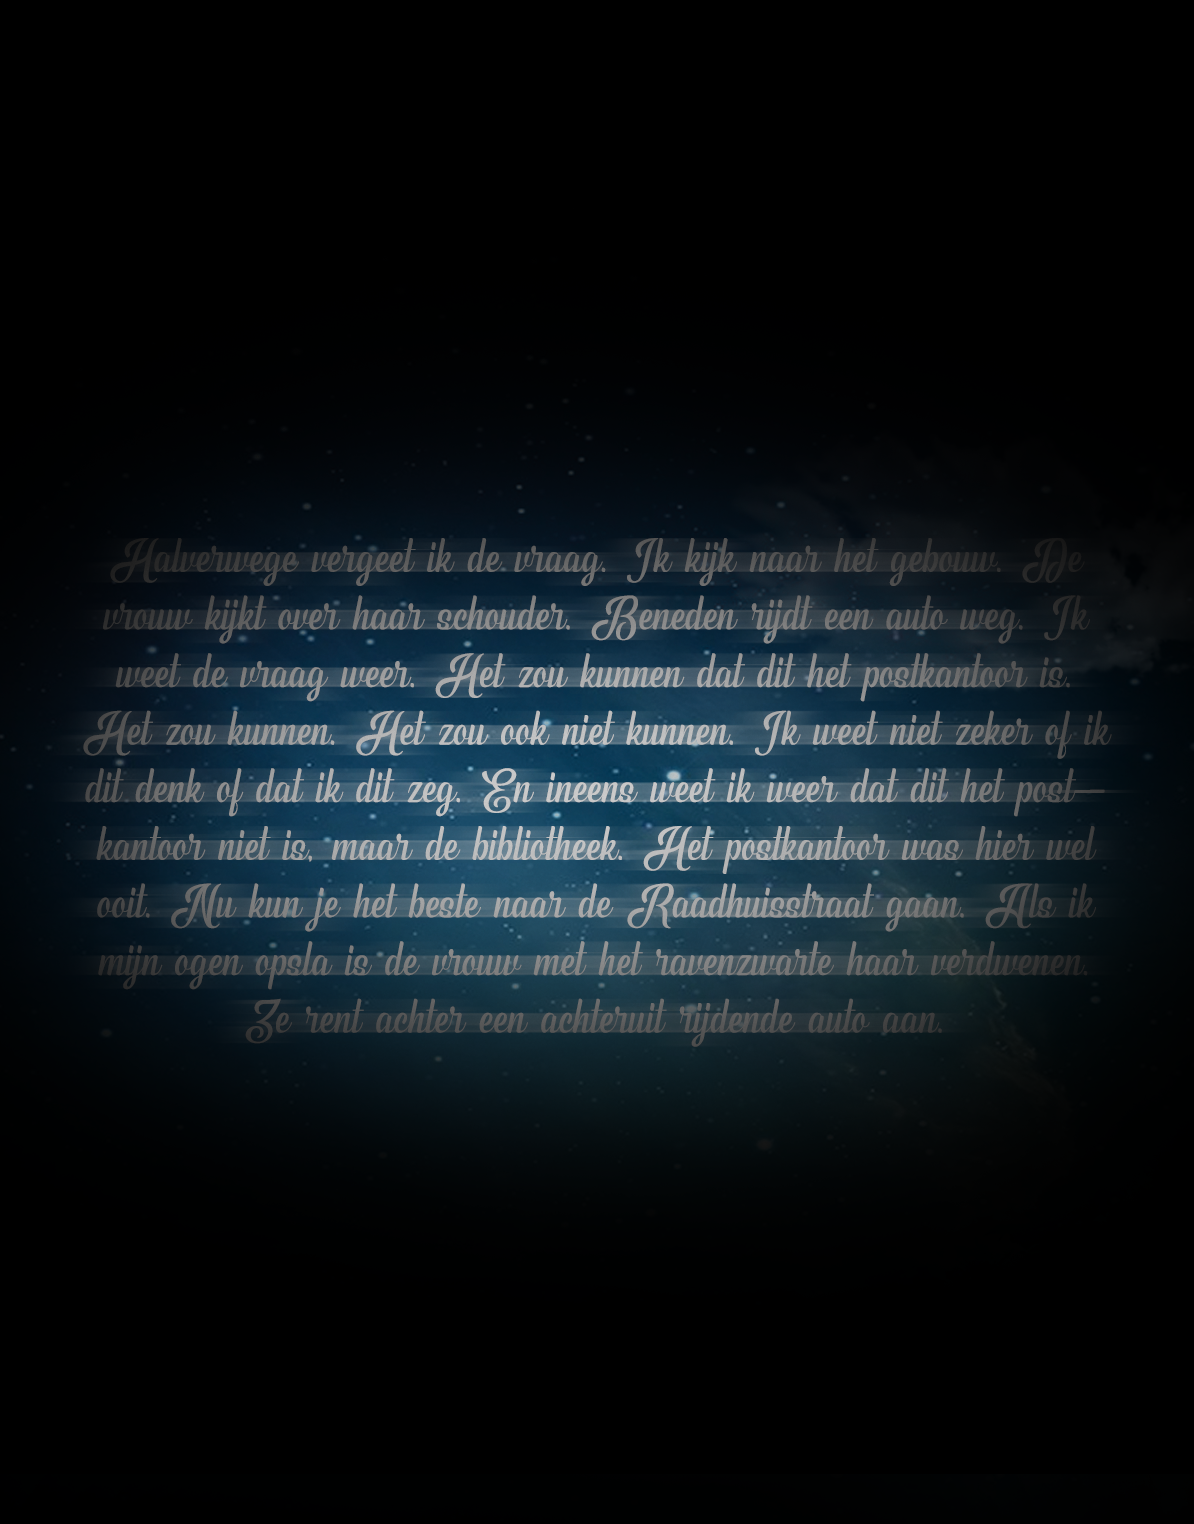 Halverwege vergeet ik de vraag. Ik kijk naar het gebouw. De
vrouw kijkt over haar schouder. Beneden rijdt een auto weg. Ik
weet de vraag weer. Het zou kunnen dat dit het postkantoor is.
Het zou kunnen. Het zou ook niet kunnen. Ik weet niet zeker of ik
dit denk of dat ik dit zeg. En ineens weet ik weer dat dit het post—
kantoor niet is, maar de bibliotheek. Het postkantoor was hier wel
ooit. Nu kun je het beste naar de Raadhuisstraat gaan. Als ik
mijn ogen opsla is de vrouw met het ravenzwarte haar verdwenen.
Ze rent achter een achteruit rijdende auto aan.